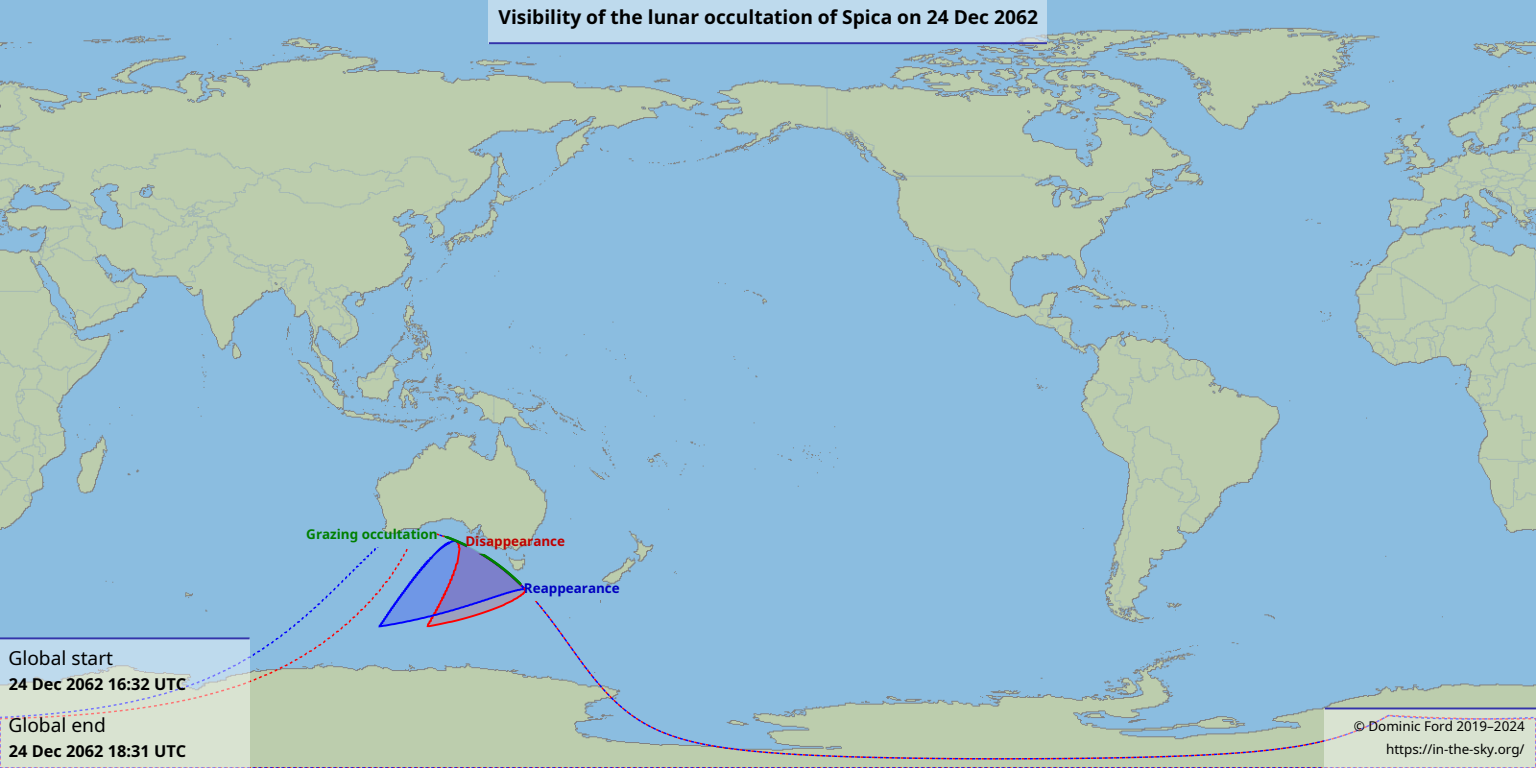 Visibility of the lunar occultation of Spica on 24 Dec 2062
Grazing occultation
Disappearance
Reappearance
Global start
24 Dec 2062 16:32 UTC
Global end
24 Dec 2062 18:31 UTC
© Dominic Ford 2019–2024
https://in-the-sky.org/